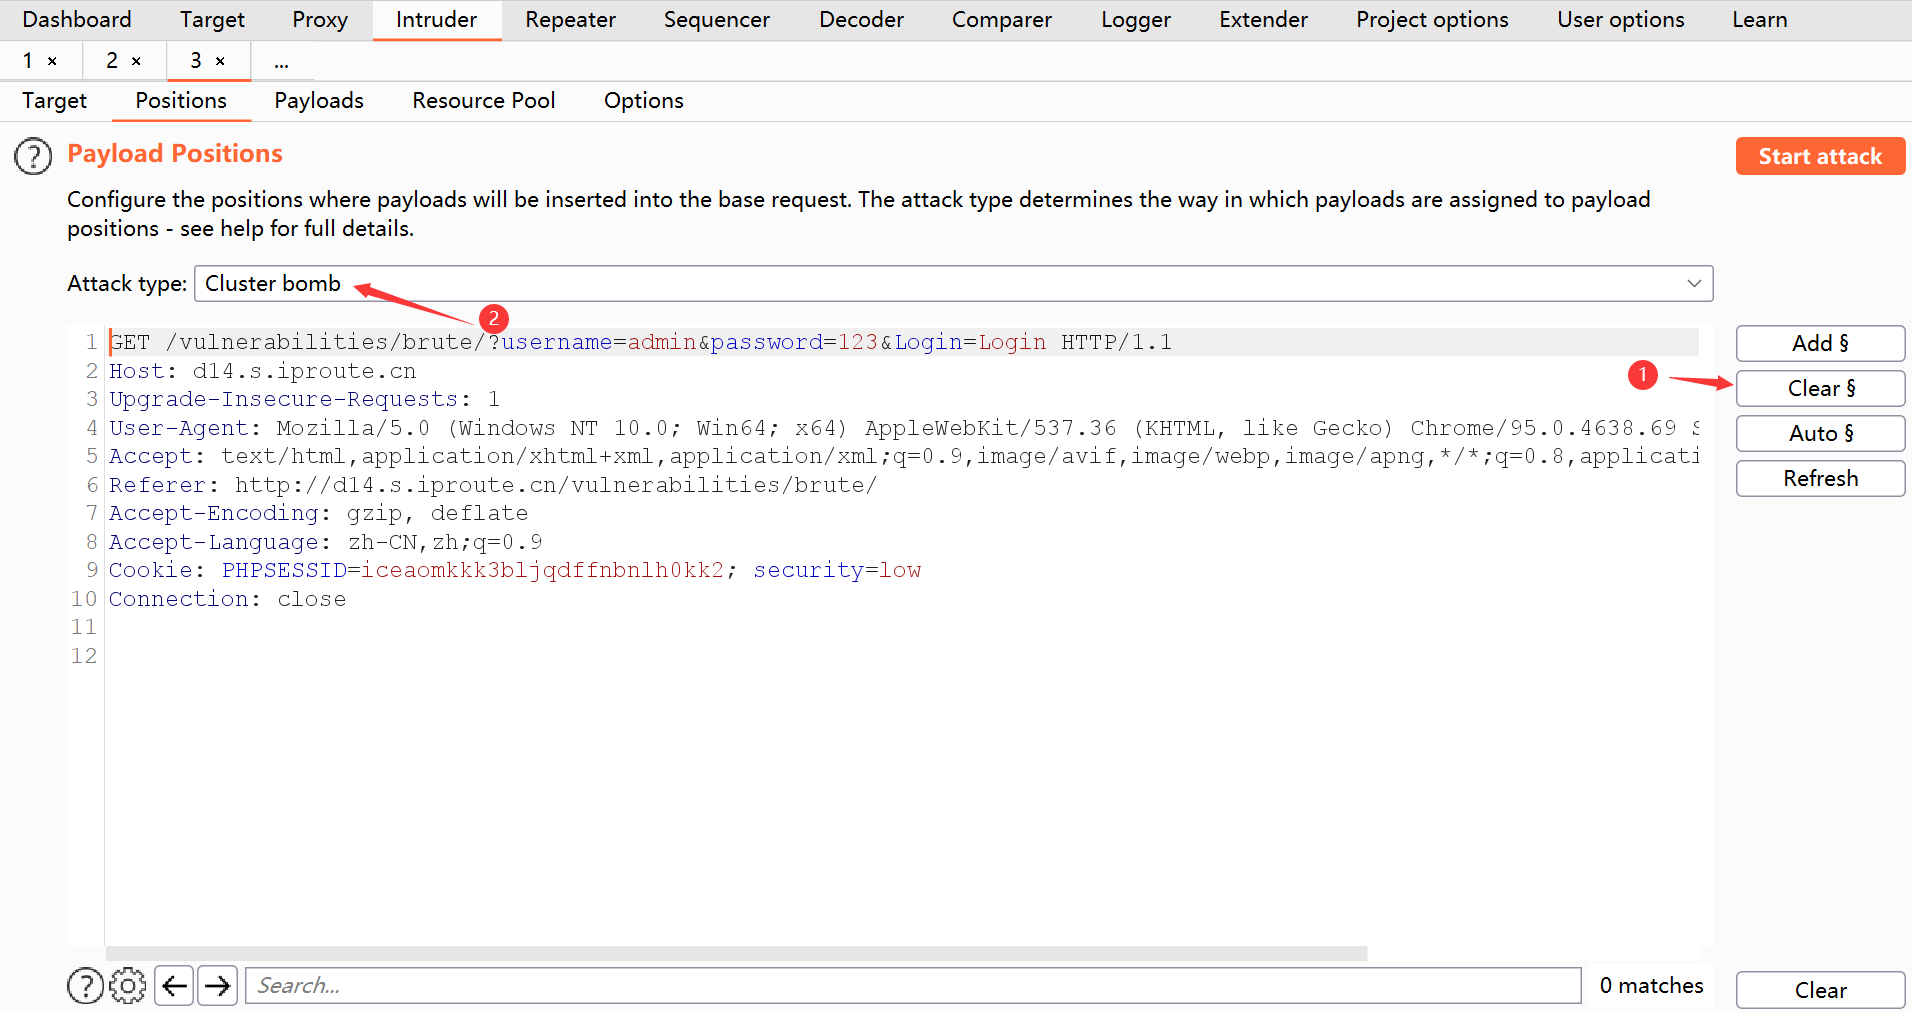 Dashboard Target Proxy Intruder Repeater Sequencer Decoder Comparer Logger Extender Project options User options Learn
1 × 2 × 3 × ...
Target Positions Payloads Resource Pool Options
? Payload Positions Start attack
Configure the positions where payloads will be inserted into the base request. The attack type determines the way in which payloads are assigned to payload
positions - see help for full details.
Attack type: Cluster bomb
2
1 GET /vulnerabilities/brute/?username=admin&password=123&Login=Login HTTP/1.1
Add §
2 Host: d14.s.iproute.cn
1
Clear §
3 Upgrade-Insecure-Requests: 1
4 User-Agent: Mozilla/5.0 (Windows NT 10.0; Win64; x64) AppleWebKit/537.36 (KHTML, like Gecko) Chrome/95.0.4638.69 S
Auto §
5 Accept: text/html,application/xhtml+xml,application/xml;q=0.9,image/avif,image/webp,image/apng,*/*;q=0.8,applicati
6 Referer: http://d14.s.iproute.cn/vulnerabilities/brute/
Refresh
7 Accept-Encoding: gzip, deflate
8 Accept-Language: zh-CN,zh;q=0.9
9 Cookie: PHPSESSID=iceaomkkk3bljqdffnbnlh0kk2; security=low
10 Connection: close
11
12
? Search... 0 matches Clear